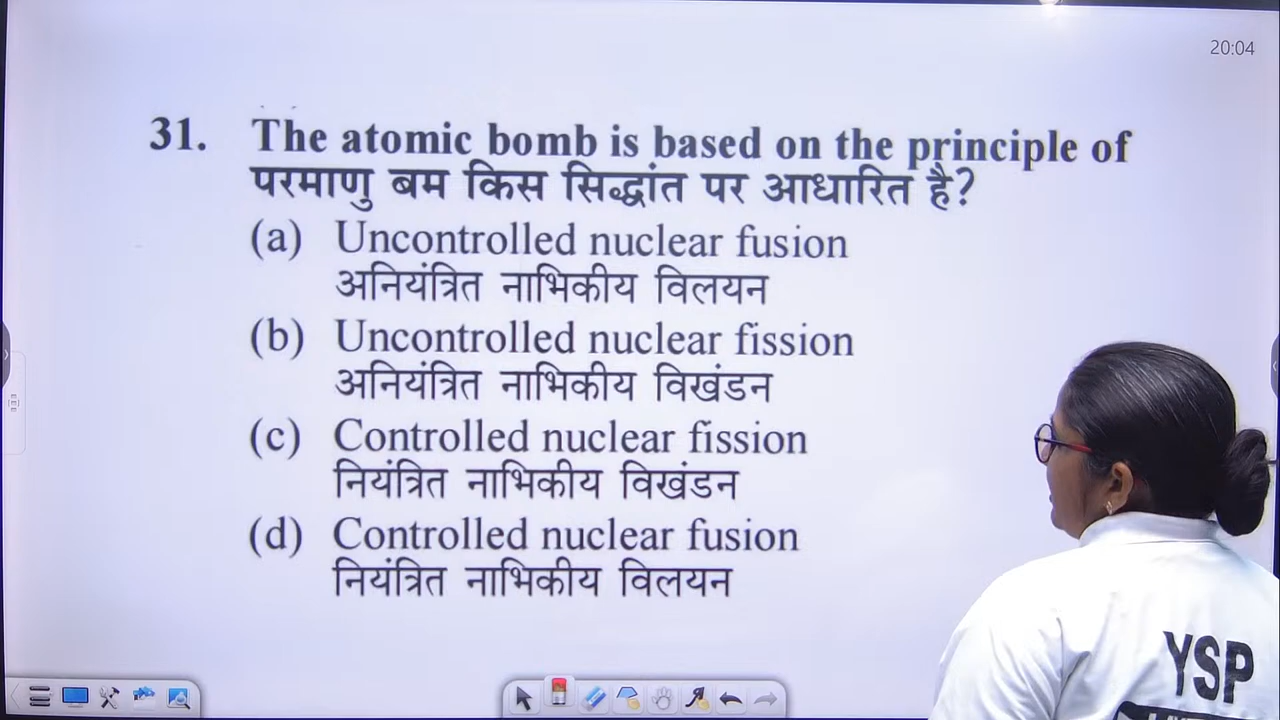 20:04
31. The atomic bomb is based on the principle of
परमाणु बम किस सिद्धांत पर आधारित है?
(a) Uncontrolled nuclear fusion
अनियंत्रित नाभिकीय विलयन
(b) Uncontrolled nuclear fission
अनियंत्रित नाभिकीय विखंडन
(c) Controlled nuclear fission
नियंत्रित नाभिकीय विखंडन
(d) Controlled nuclear fusion
नियंत्रित नाभिकीय विलयन
YSP